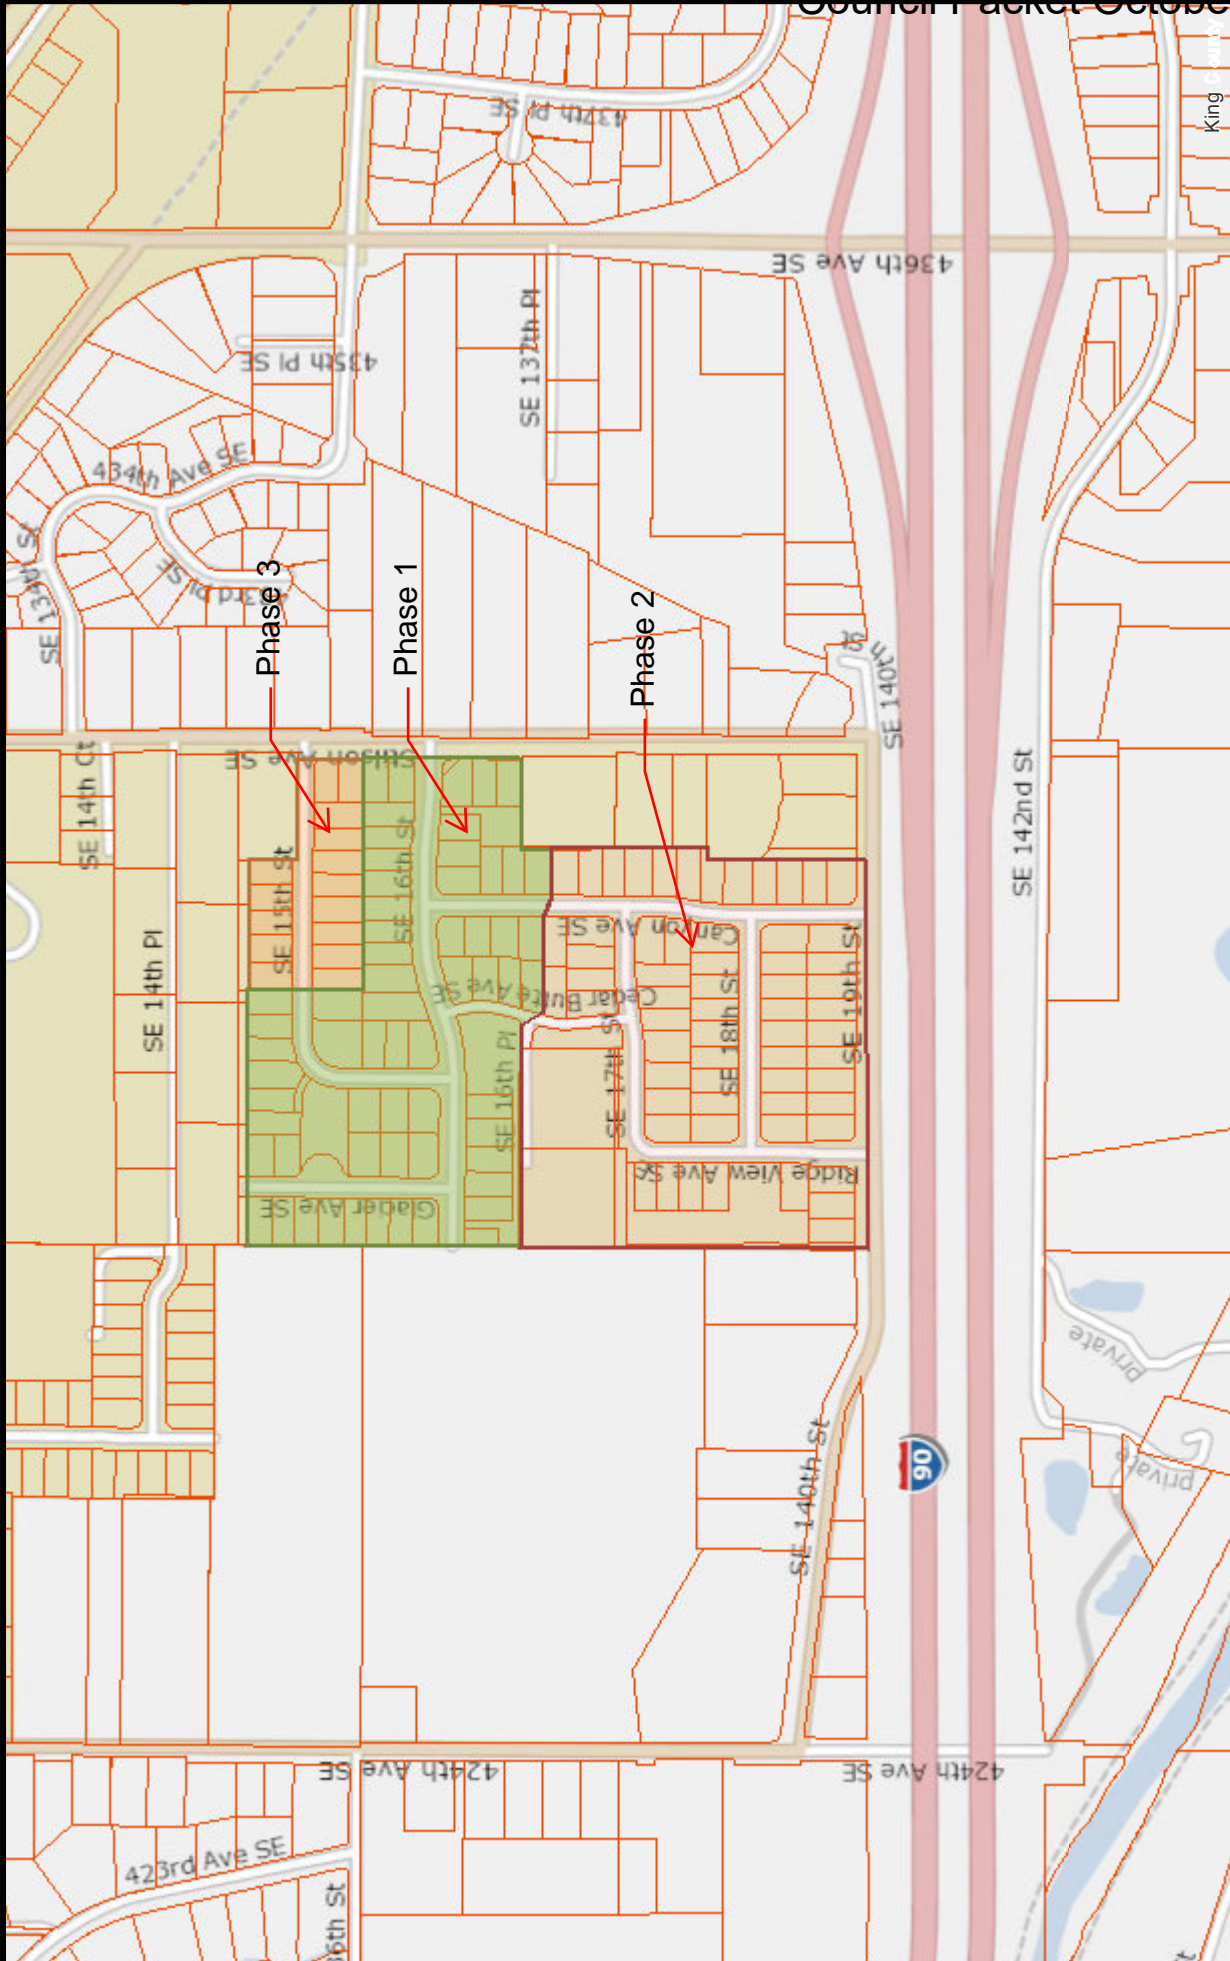 Council Packet October
King County
437th Pl SE
436th Ave SE
SE 137th Pl
435th Pl SE
434th Ave SE
SE 134th St
433rd Pl SE
Phase 3
Phase 1
Phase 2
SE 140th St
SE 14th Ct
Stilson Ave SE
SE 142nd St
SE 15th St
SE 16th St
SE 14th Pl
Canyon Ave SE
Cedar Butte Ave SE
SE 16th Pl
SE 17th St
SE 18th St
SE 19th St
Ridge View Ave SE
Glacier Ave SE
private
private
90
SE 140th St
424th Ave SE
424th Ave SE
423rd Ave SE
36th St